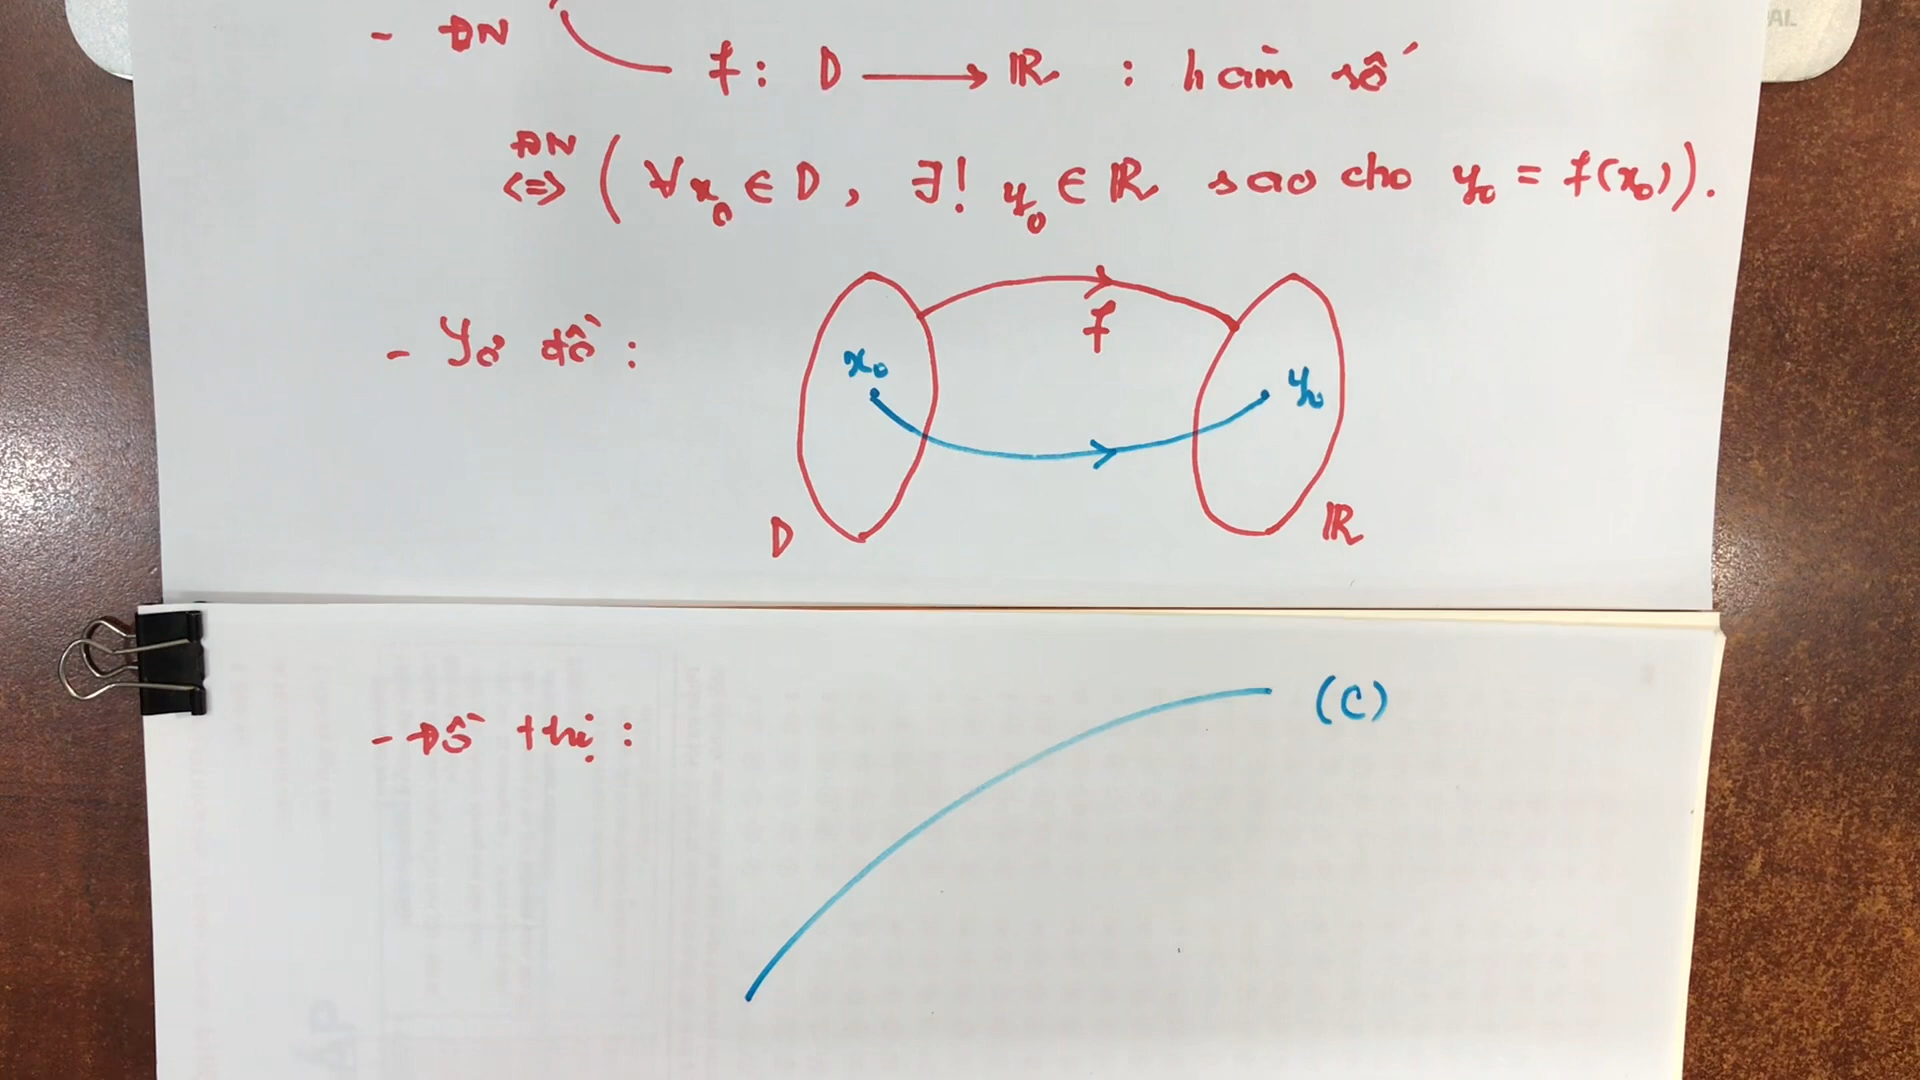 - ĐN
f: D ⟶ ℝ : hàm số
ĐN
<=> ( ∀x₀ ∈ D, ∃! y₀ ∈ ℝ sao cho y₀ = f(x₀)).
- Sơ đồ :
f
x₀
y₀
D
ℝ
- Đồ thị :
(C)